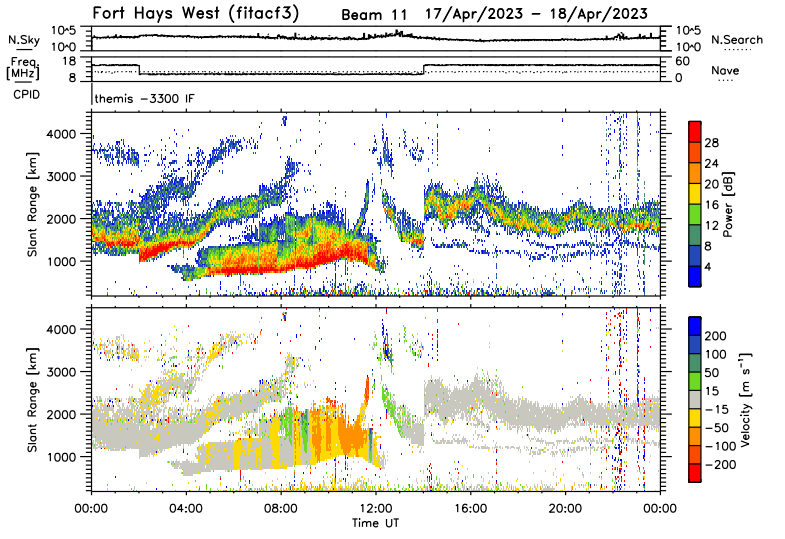 Fort Hays West (fitacf3) Beam 11 17/Apr/2023 − 18/Apr/2023
N.Sky 10^5 10^0 10^5 10^0 N.Search
Freq. [MHz] 18 8 60 0 Nave
CPID themis −3300 IF
Slant Range [km] 4000 3000 2000 1000
28 24 20 16 12 8 4 Power [dB]
Slant Range [km] 4000 3000 2000 1000
200 100 50 15 −15 −50 −100 −200 Velocity [m s⁻¹]
00:00 04:00 08:00 12:00 16:00 20:00 00:00
Time UT